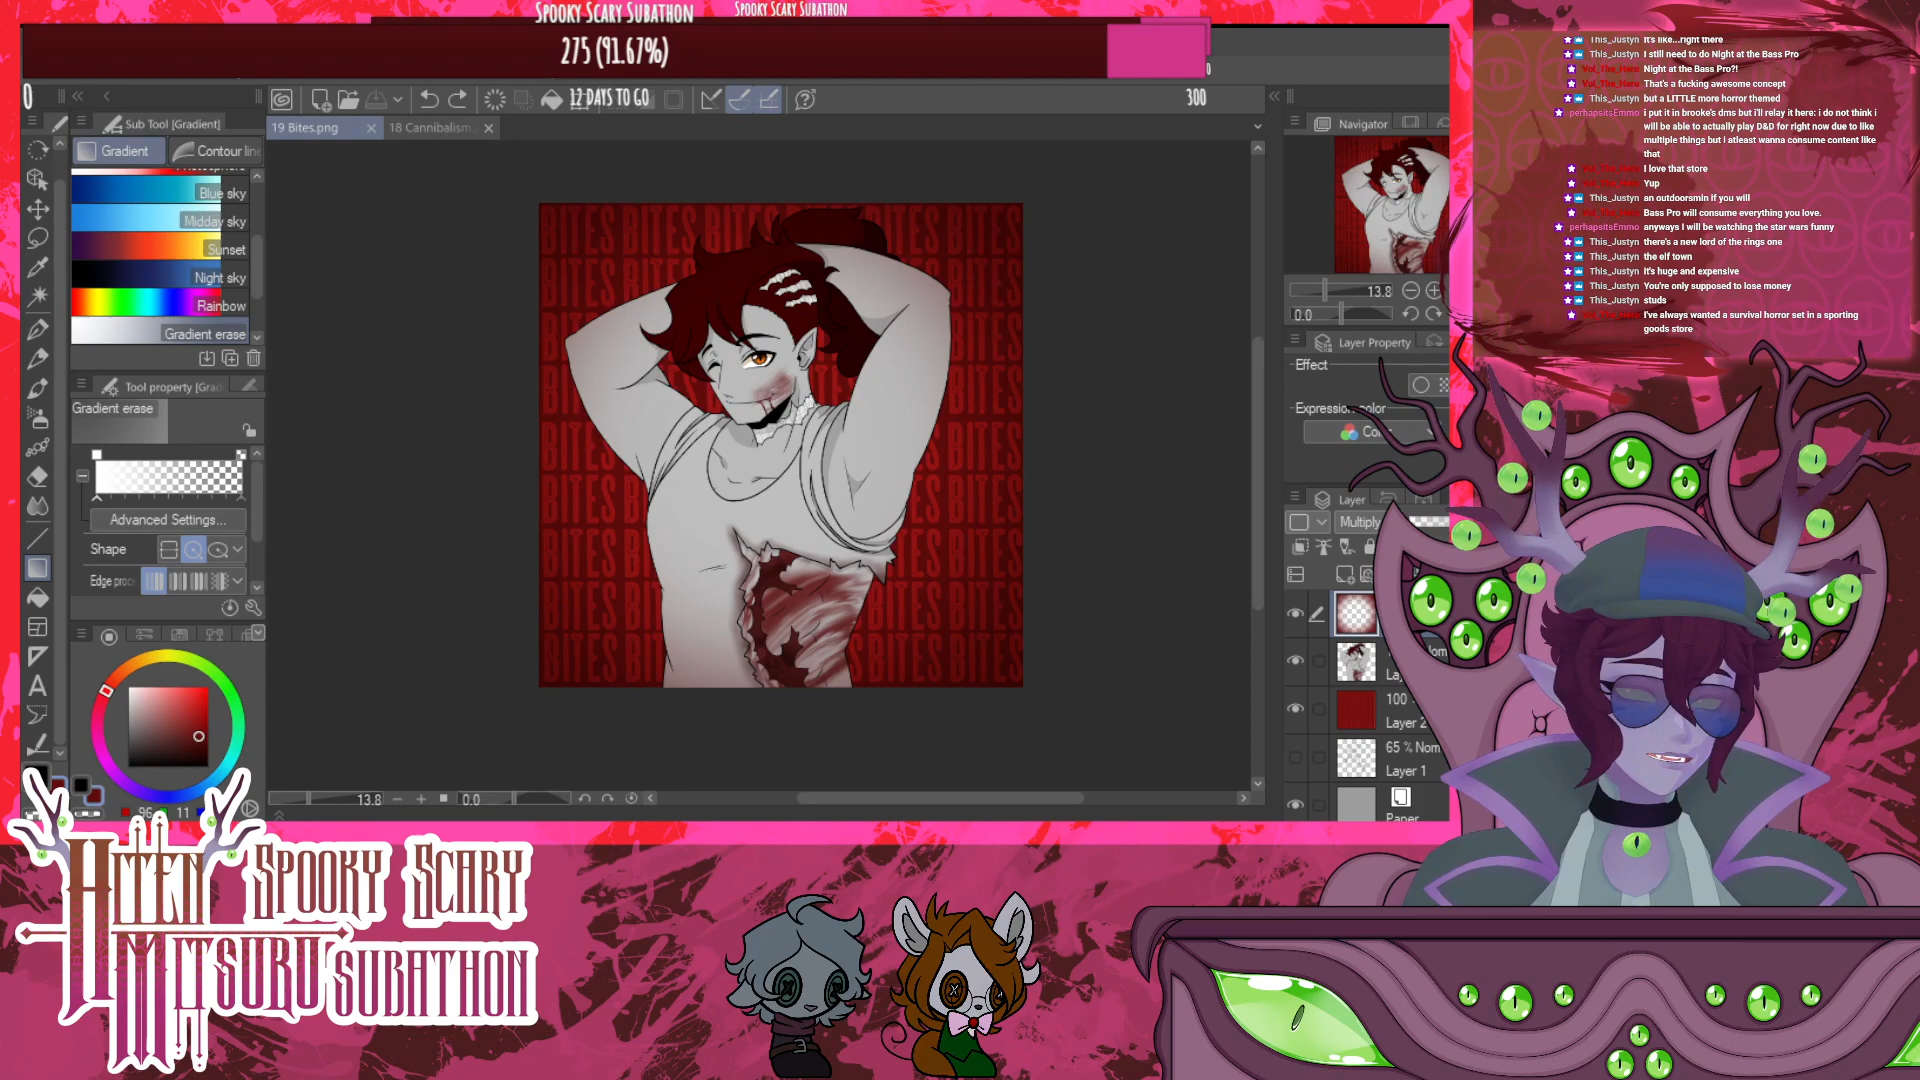 Spooky Scary Subathon
Spooky Scary Subathon
275 (91.67%)
0
12 DAYS TO GO
300
Sub Tool [Gradient]
Gradient
Contour line
Blue sky
Midday sky
Sunset
Night sky
Rainbow
Gradient erase
Tool property [Grad
Gradient erase
Advanced Settings...
Shape
Edge proce
19 Bites.png
18 Cannibalism.
BITES BITES BITES
13.8
0.0
96
11
Navigator
13.8
0.0
Layer Property
Effect
Expression color
Layer
Multiply
100
Layer 2
65 % Nom
Layer 1
Paper
This_Justyn It's like...right there
This_Justyn I still need to do Night at the Bass Pro
Night at the Bass Pro?!
That's a fucking awesome concept
This_Justyn but a LITTLE more horror themed
perhapsitsEmmo i put it in brooke's dms but i'll relay it here: i do not think i
will be able to actually play D&D for right now due to like
multiple things but i atleast wanna consume content like
that
I love that store
Yup
This_Justyn an outdoorsmin if you will
Bass Pro will consume everything you love.
perhapsitsEmmo anyways I will be watching the star wars funny
This_Justyn there's a new lord of the rings one
This_Justyn the elf town
This_Justyn it's huge and expensive
This_Justyn You're only supposed to lose money
This_Justyn studs
I've always wanted a survival horror set in a sporting
goods store
Hiten
Mitsuru
Spooky Scary
Subathon